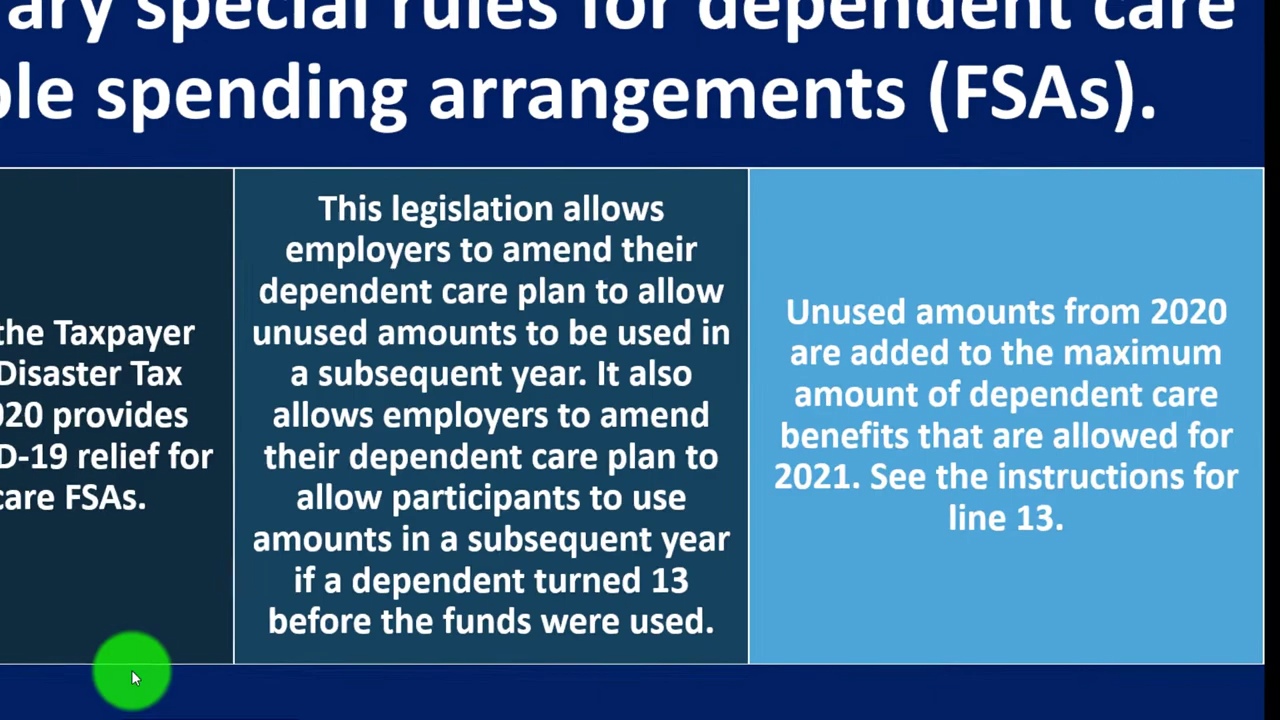 ary special rules for dependent care
ble spending arrangements (FSAs).
the Taxpayer
Disaster Tax
020 provides
D-19 relief for
care FSAs.
This legislation allows
employers to amend their
dependent care plan to allow
unused amounts to be used in
a subsequent year. It also
allows employers to amend
their dependent care plan to
allow participants to use
amounts in a subsequent year
if a dependent turned 13
before the funds were used.
Unused amounts from 2020
are added to the maximum
amount of dependent care
benefits that are allowed for
2021. See the instructions for
line 13.